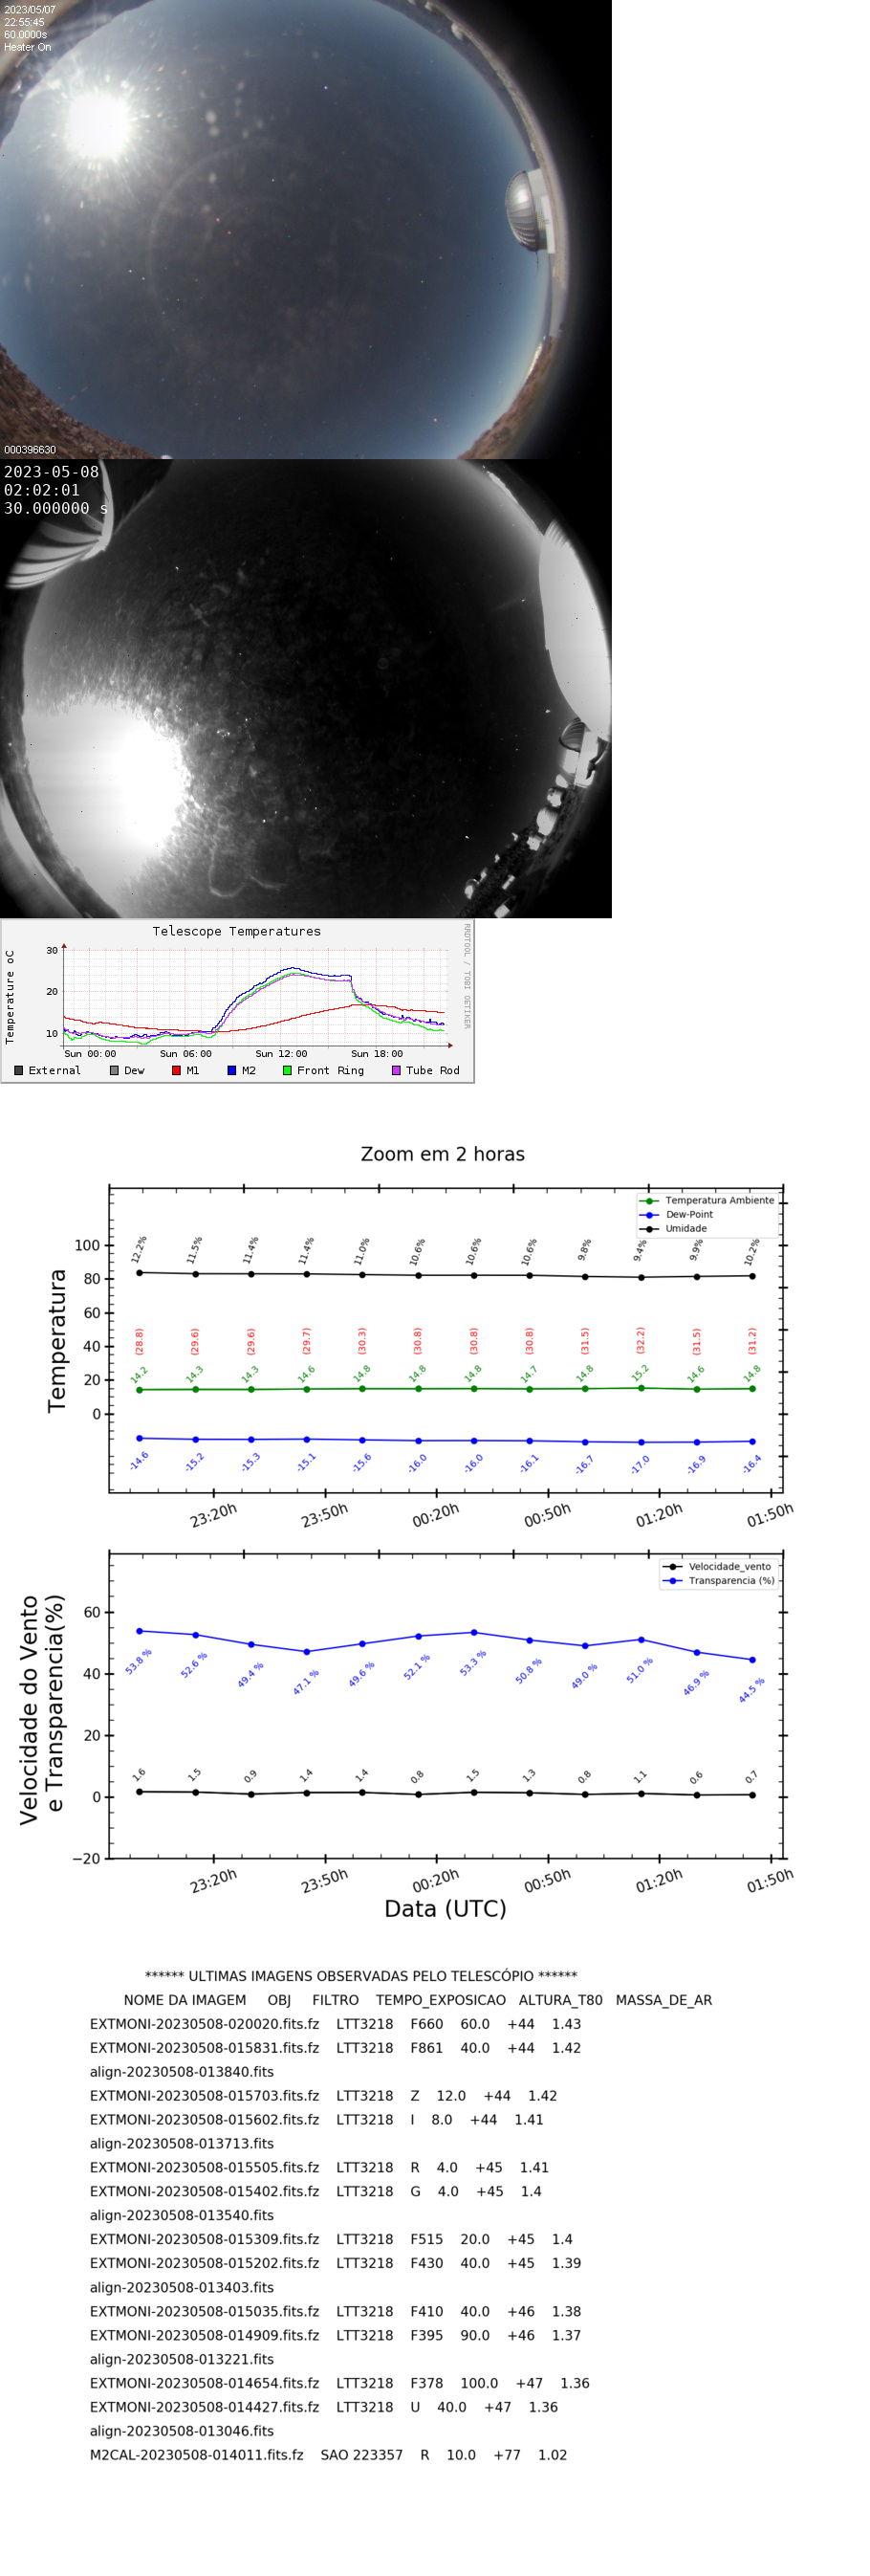 2023/05/07
22:55:45
60.0000s
Heater On
000396630
2023-05-08
02:02:01
30.000000 s
Telescope Temperatures
RRDTOOL / TOBI OETIKER
Temperature oC
30
20
10
Sun 00:00 Sun 06:00 Sun 12:00 Sun 18:00
External Dew M1 M2 Front Ring Tube Rod
Zoom em 2 horas
Temperatura Ambiente
Dew-Point
Umidade
Temperatura
100
80
60
40
20
0
12.2% 11.5% 11.4% 11.4% 11.0% 10.6% 10.6% 10.6% 9.8% 9.4% 9.9% 10.2%
(28.8) (29.6) (29.6) (29.7) (30.3) (30.8) (30.8) (30.8) (31.5) (32.2) (31.5) (31.2)
14.2 14.3 14.3 14.6 14.8 14.8 14.8 14.7 14.8 15.2 14.6 14.8
-14.6 -15.2 -15.3 -15.1 -15.6 -16.0 -16.0 -16.1 -16.7 -17.0 -16.9 -16.4
23:20h 23:50h 00:20h 00:50h 01:20h 01:50h
Velocidade_vento
Transparencia (%)
Velocidade do Vento
e Transparencia(%)
60
40
20
0
−20
53.8 % 52.6 % 49.4 % 47.1 % 49.6 % 52.1 % 53.3 % 50.8 % 49.0 % 51.0 % 46.9 % 44.5 %
1.6 1.5 0.9 1.4 1.4 0.8 1.5 1.3 0.8 1.1 0.6 0.7
23:20h 23:50h 00:20h 00:50h 01:20h 01:50h
Data (UTC)
****** ULTIMAS IMAGENS OBSERVADAS PELO TELESCÓPIO ******
NOME DA IMAGEM OBJ FILTRO TEMPO_EXPOSICAO ALTURA_T80 MASSA_DE_AR
EXTMONI-20230508-020020.fits.fz LTT3218 F660 60.0 +44 1.43
EXTMONI-20230508-015831.fits.fz LTT3218 F861 40.0 +44 1.42
align-20230508-013840.fits
EXTMONI-20230508-015703.fits.fz LTT3218 Z 12.0 +44 1.42
EXTMONI-20230508-015602.fits.fz LTT3218 I 8.0 +44 1.41
align-20230508-013713.fits
EXTMONI-20230508-015505.fits.fz LTT3218 R 4.0 +45 1.41
EXTMONI-20230508-015402.fits.fz LTT3218 G 4.0 +45 1.4
align-20230508-013540.fits
EXTMONI-20230508-015309.fits.fz LTT3218 F515 20.0 +45 1.4
EXTMONI-20230508-015202.fits.fz LTT3218 F430 40.0 +45 1.39
align-20230508-013403.fits
EXTMONI-20230508-015035.fits.fz LTT3218 F410 40.0 +46 1.38
EXTMONI-20230508-014909.fits.fz LTT3218 F395 90.0 +46 1.37
align-20230508-013221.fits
EXTMONI-20230508-014654.fits.fz LTT3218 F378 100.0 +47 1.36
EXTMONI-20230508-014427.fits.fz LTT3218 U 40.0 +47 1.36
align-20230508-013046.fits
M2CAL-20230508-014011.fits.fz SAO 223357 R 10.0 +77 1.02